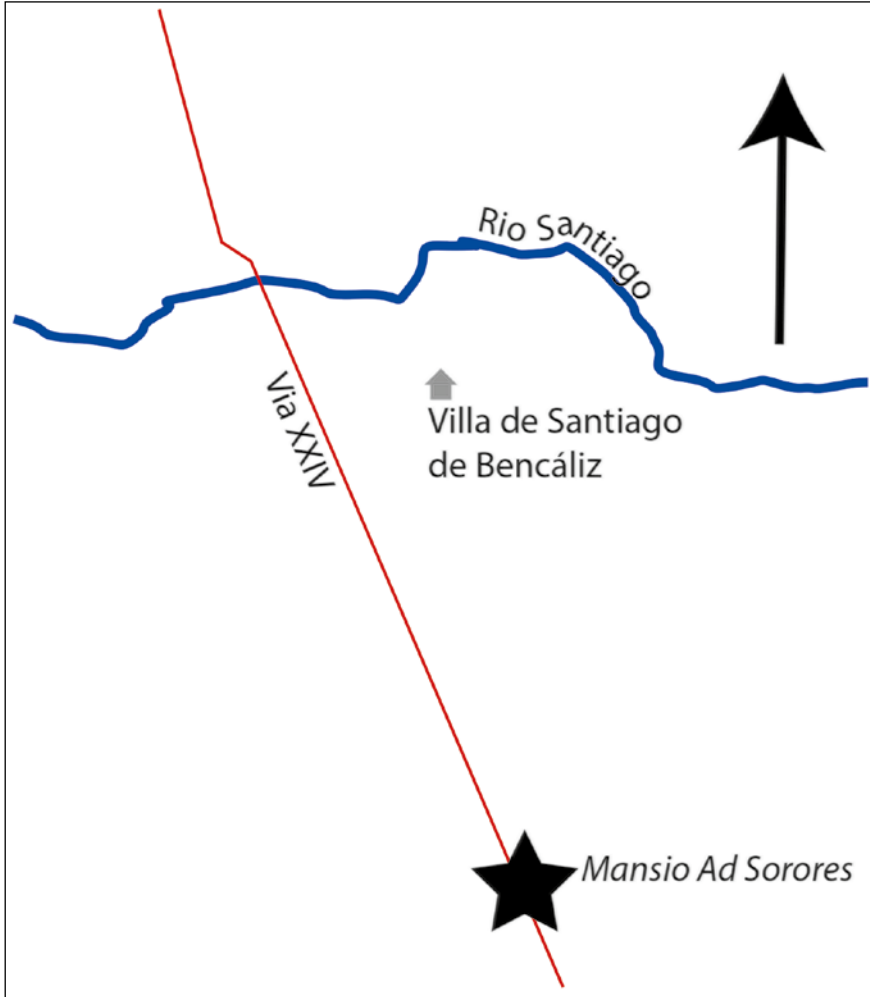 Rio Santiago
Via XXIV
Villa de Santiago
de Bencáliz
Mansio Ad Sorores